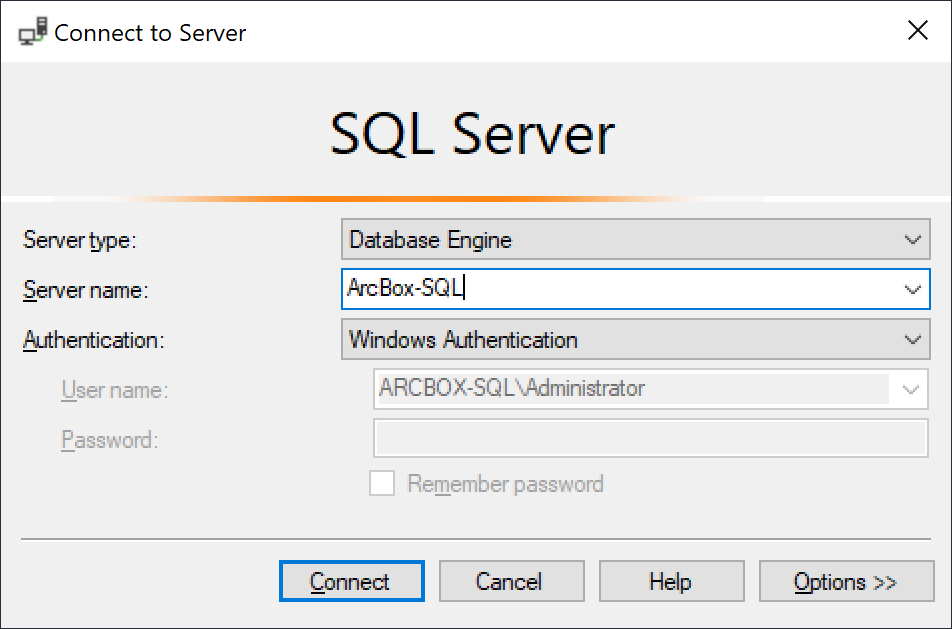 Connect to Server
SQL Server
Server type: Database Engine
Server name: ArcBox-SQL
Authentication: Windows Authentication
User name: ARCBOX-SQL\Administrator
Password:
Remember password
Connect Cancel Help Options >>